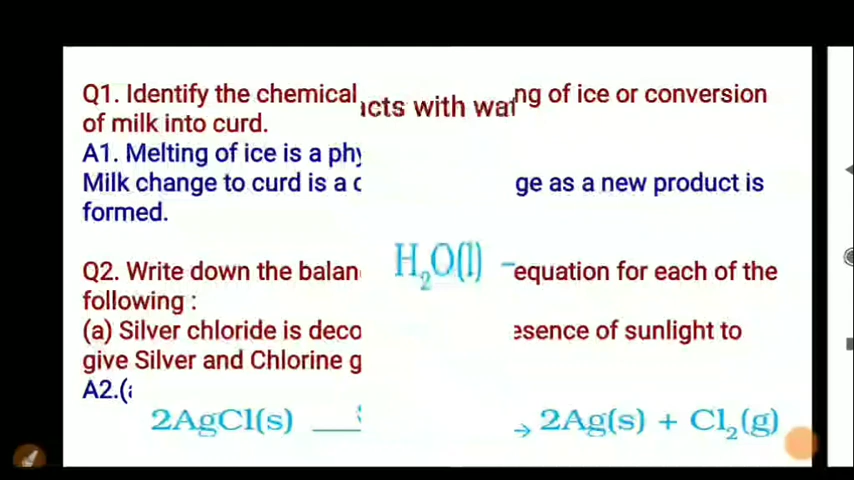 Q1. Identify the chemical acts with wat ng of ice or conversion
of milk into curd.
A1. Melting of ice is a phy
Milk change to curd is a c ge as a new product is
formed.
H₂O(l) –
Q2. Write down the balan equation for each of the
following :
(a) Silver chloride is deco esence of sunlight to
give Silver and Chlorine g
A2.(a
2AgCl(s) → 2Ag(s) + Cl₂(g)